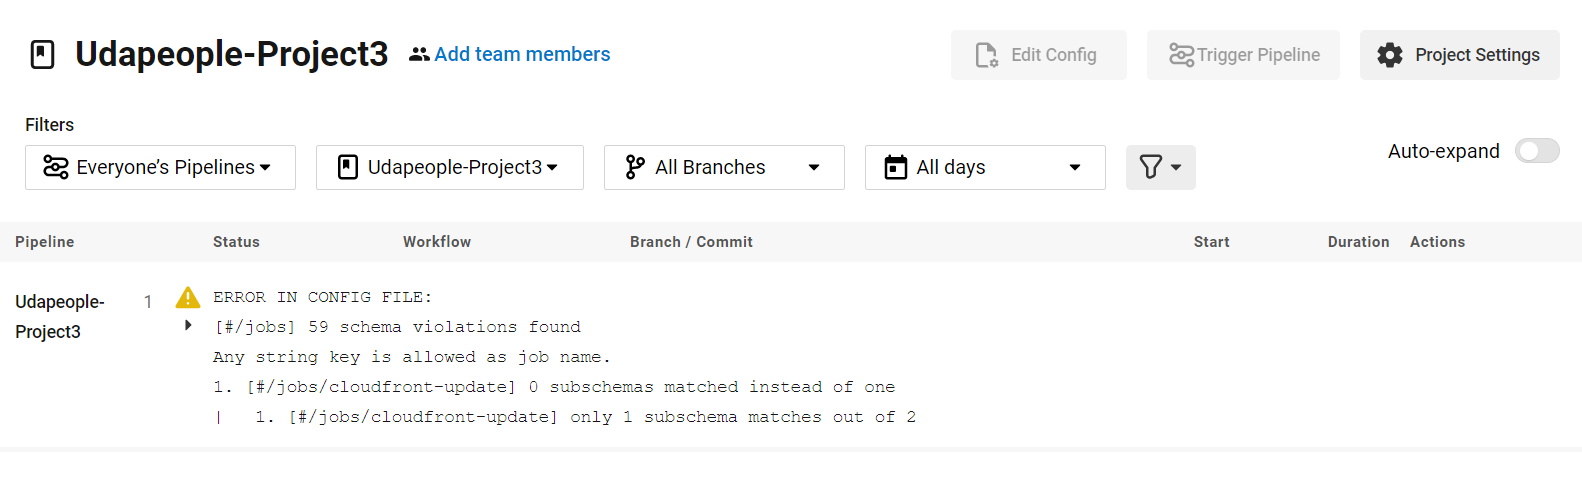 Udapeople-Project3
Add team members
Edit Config
Trigger Pipeline
Project Settings
Filters
Everyone’s Pipelines
Udapeople-Project3
All Branches
All days
Auto-expand
Pipeline
Status
Workflow
Branch / Commit
Start
Duration
Actions
Udapeople-
Project3
1
ERROR IN CONFIG FILE:
[#/jobs] 59 schema violations found
Any string key is allowed as job name.
1. [#/jobs/cloudfront-update] 0 subschemas matched instead of one
|   1. [#/jobs/cloudfront-update] only 1 subschema matches out of 2